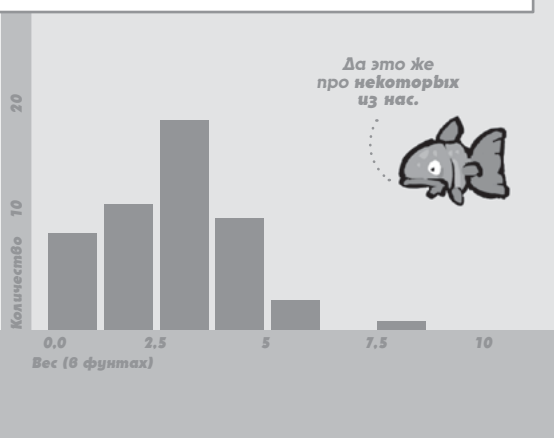 Да это же
про некоторых
из нас.
20
10
Количество
0,0 2,5 5 7,5 10
Вес (в фунтах)